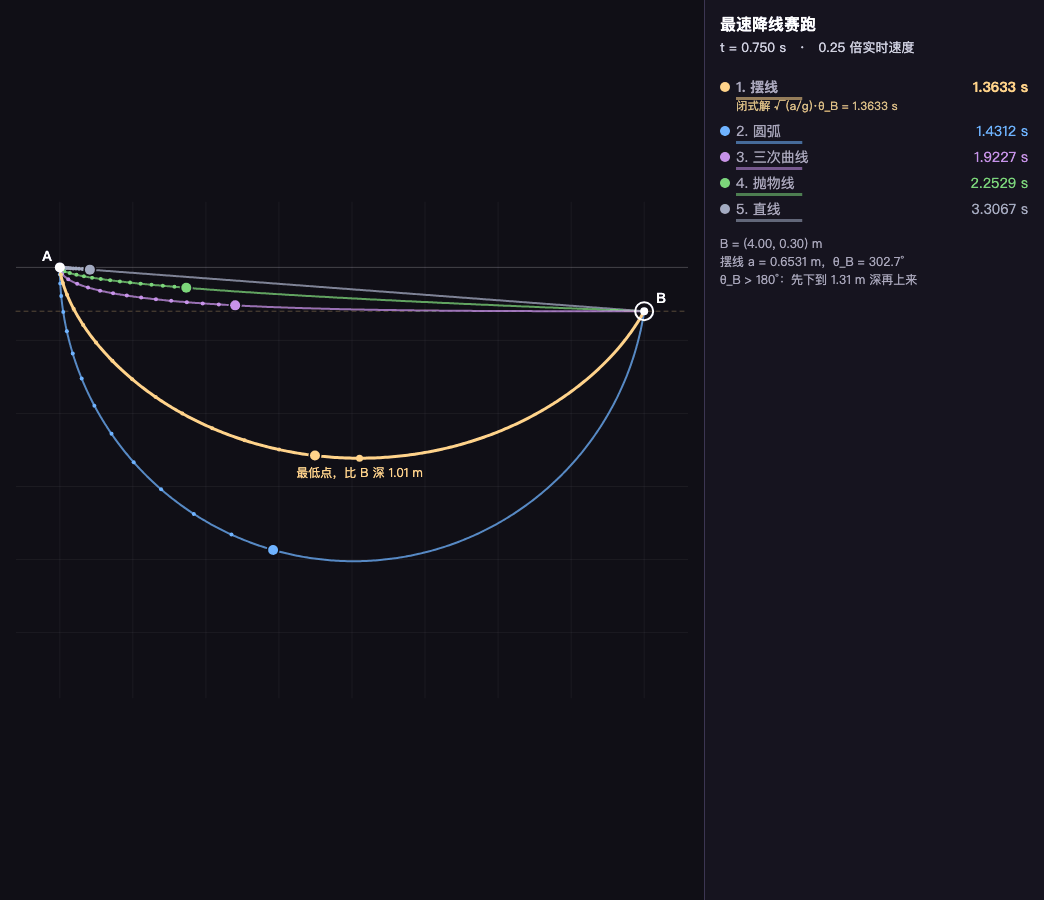 最速降线赛跑
t = 0.750 s · 0.25 倍实时速度
1. 摆线 1.3633 s
闭式解 √(a/g)·θ_B = 1.3633 s
2. 圆弧 1.4312 s
3. 三次曲线 1.9227 s
4. 抛物线 2.2529 s
5. 直线 3.3067 s
B = (4.00, 0.30) m
摆线 a = 0.6531 m，θ_B = 302.7°
θ_B > 180°：先下到 1.31 m 深再上来
A
B
最低点，比 B 深 1.01 m